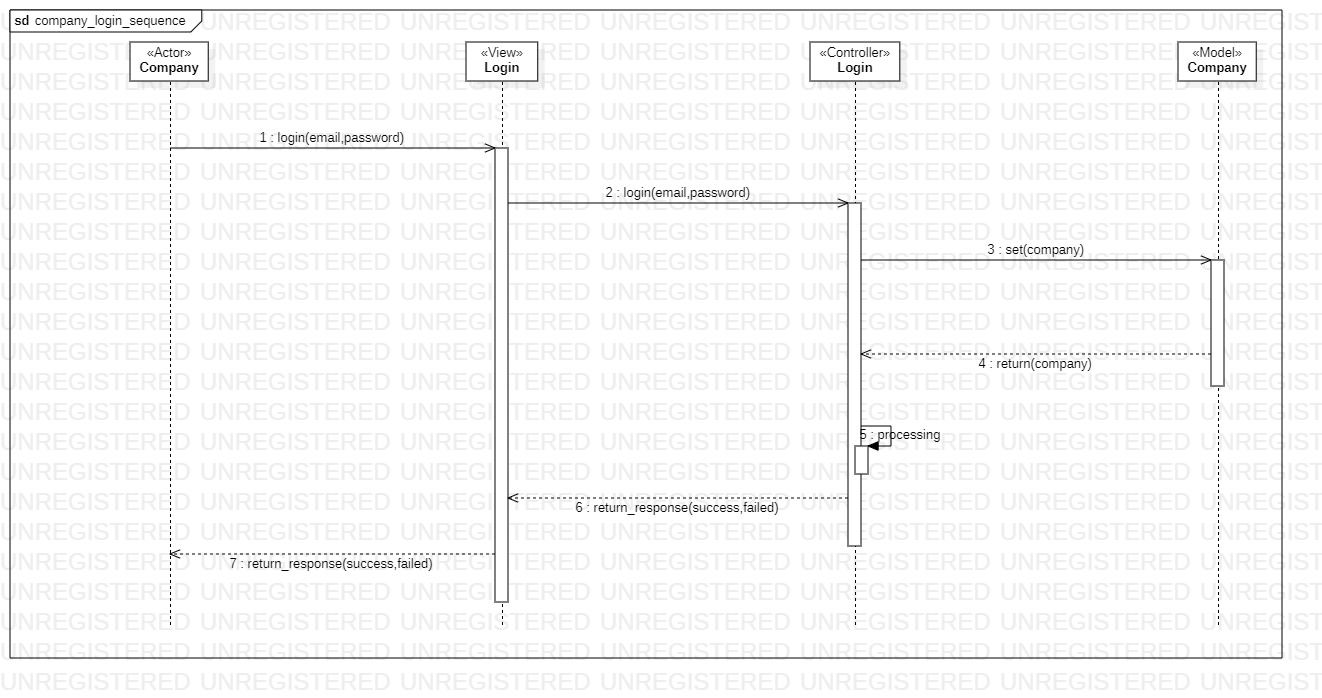 sd company_login_sequence
«Actor»
Company
«View»
Login
«Controller»
Login
«Model»
Company
1 : login(email,password)
2 : login(email,password)
3 : set(company)
4 : return(company)
5 : processing
6 : return_response(success,failed)
7 : return_response(success,failed)
UNREGISTERED UNREGISTERED UNREGISTERED UNREGISTERED UNREGISTERED UNREGISTERED UNREGIST